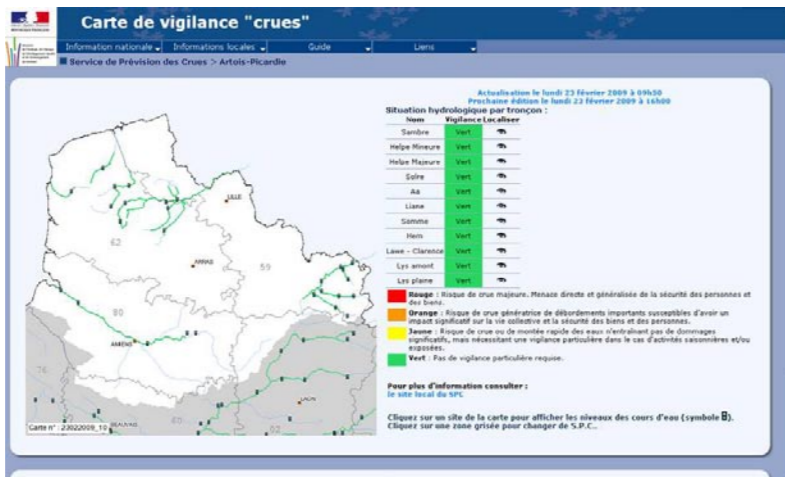 Carte de vigilance "crues"
Information nationale
Informations locales
Guide
Liens
Service de Prévision des Crues > Artois-Picardie
Actualisation le lundi 23 février 2009 à 09h50
Prochaine édition le lundi 23 février 2009 à 16h00
Situation hydrologique par tronçon :
Nom Vigilance Localiser
Sambre Vert
Helpe Mineure Vert
Helpe Majeure Vert
Solre Vert
Aa Vert
Liane Vert
Somme Vert
Hem Vert
Lawe - Clarence Vert
Lys amont Vert
Lys plaine Vert
Rouge : Risque de crue majeure. Menace directe et généralisée de la sécurité des personnes et
des biens.
Orange : Risque de crue génératrice de débordements importants susceptibles d'avoir un
impact significatif sur la vie collective et la sécurité des biens et des personnes.
Jaune : Risque de crue ou de montée rapide des eaux n'entraînant pas de dommages
significatifs, mais nécessitant une vigilance particulière dans le cas d'activités saisonnières et/ou
exposées.
Vert : Pas de vigilance particulière requise.
Pour plus d'information consulter :
le site local du SPC
Cliquez sur un site de la carte pour afficher les niveaux des cours d'eau (symbole ).
Cliquez sur une zone grisée pour changer de S.P.C..
LILLE
62
ARRAS
59
80
AMIENS
76
LAON
BEAUVAIS
60
02
Carte n° : 23022009_10